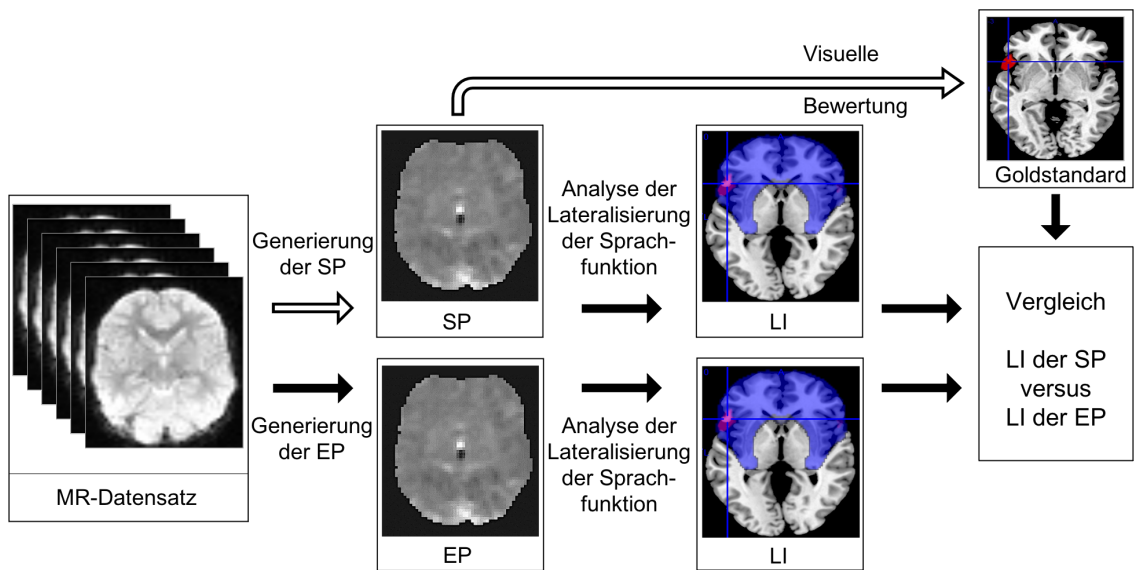 Visuelle
Bewertung
Goldstandard
Generierung
der SP
SP
Analyse der
Lateralisierung
der Sprach-
funktion
LI
Vergleich
LI der SP
versus
LI der EP
MR-Datensatz
Generierung
der EP
EP
Analyse der
Lateralisierung
der Sprach-
funktion
LI